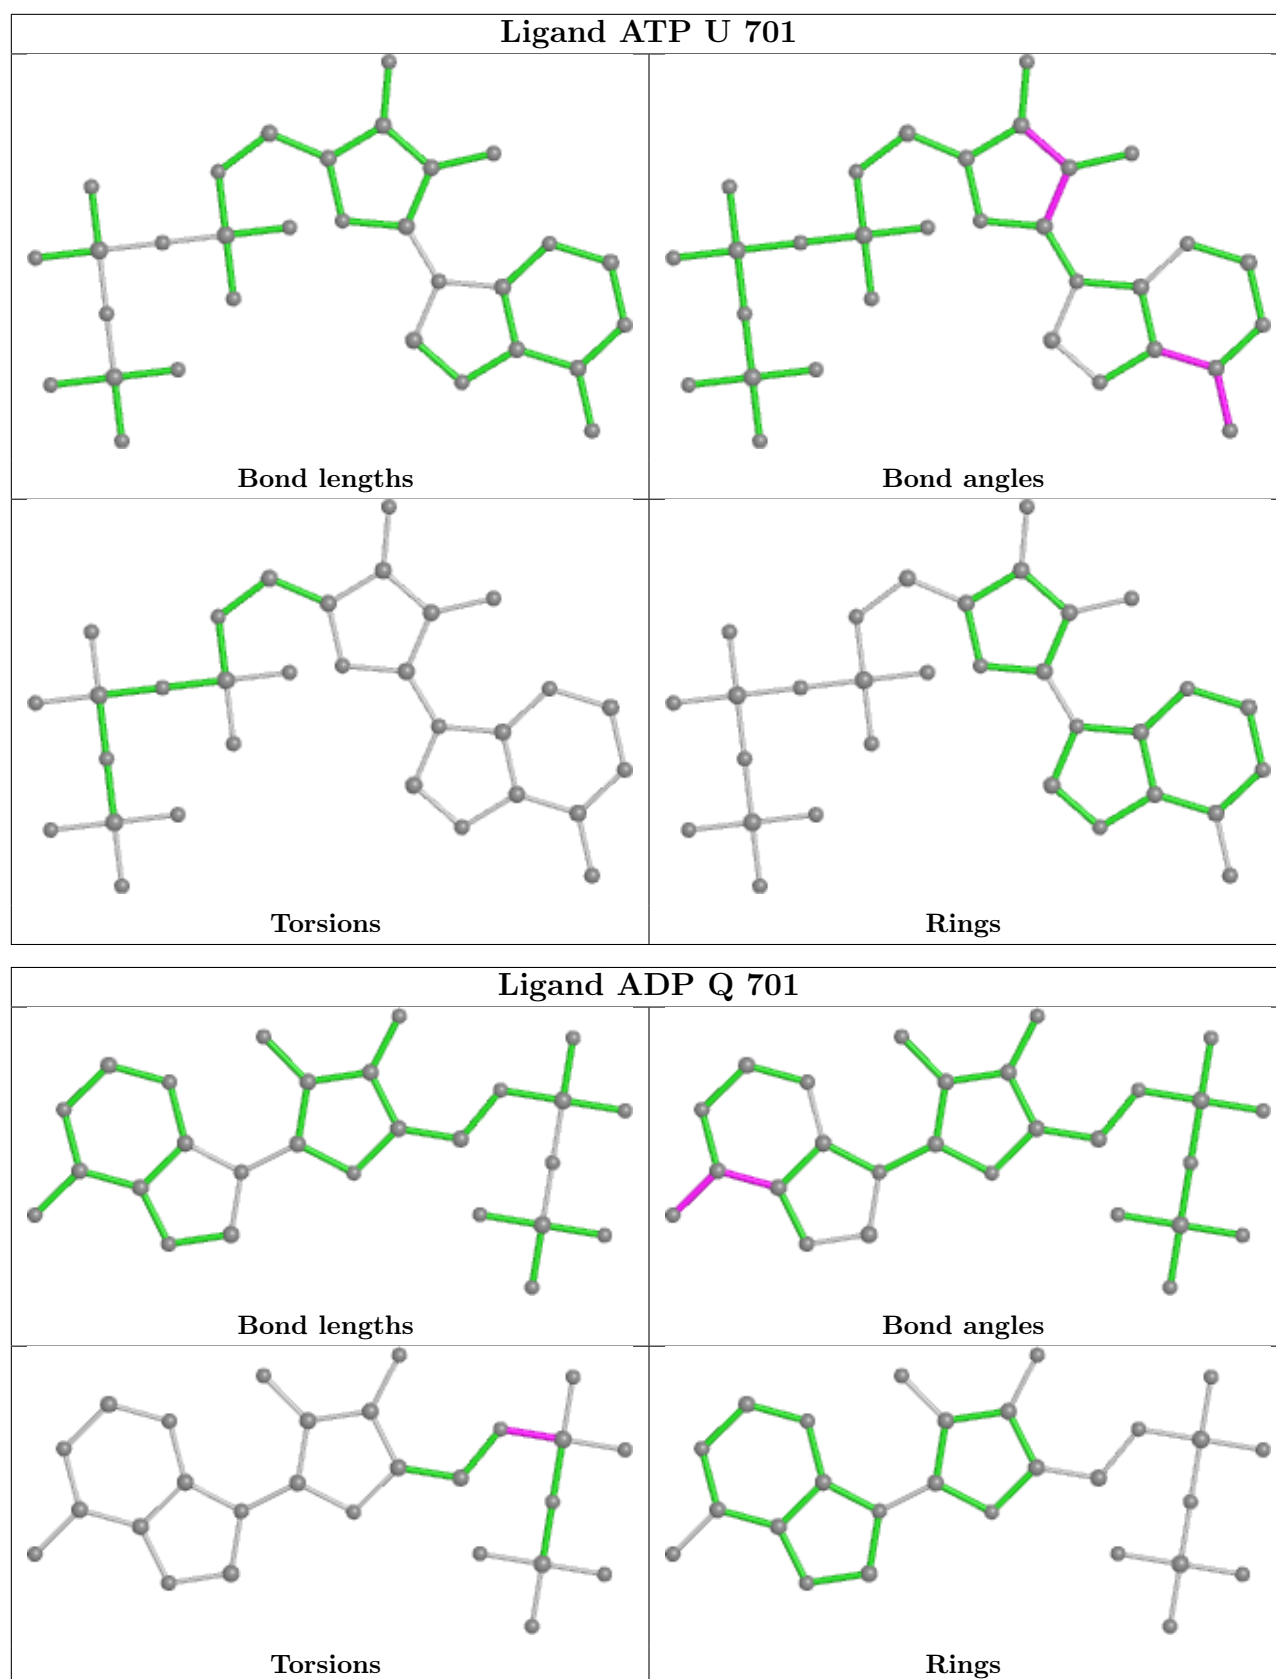 Ligand ATP U 701
Bond lengths
Bond angles
Torsions
Rings
Ligand ADP Q 701
Bond lengths
Bond angles
Torsions
Rings